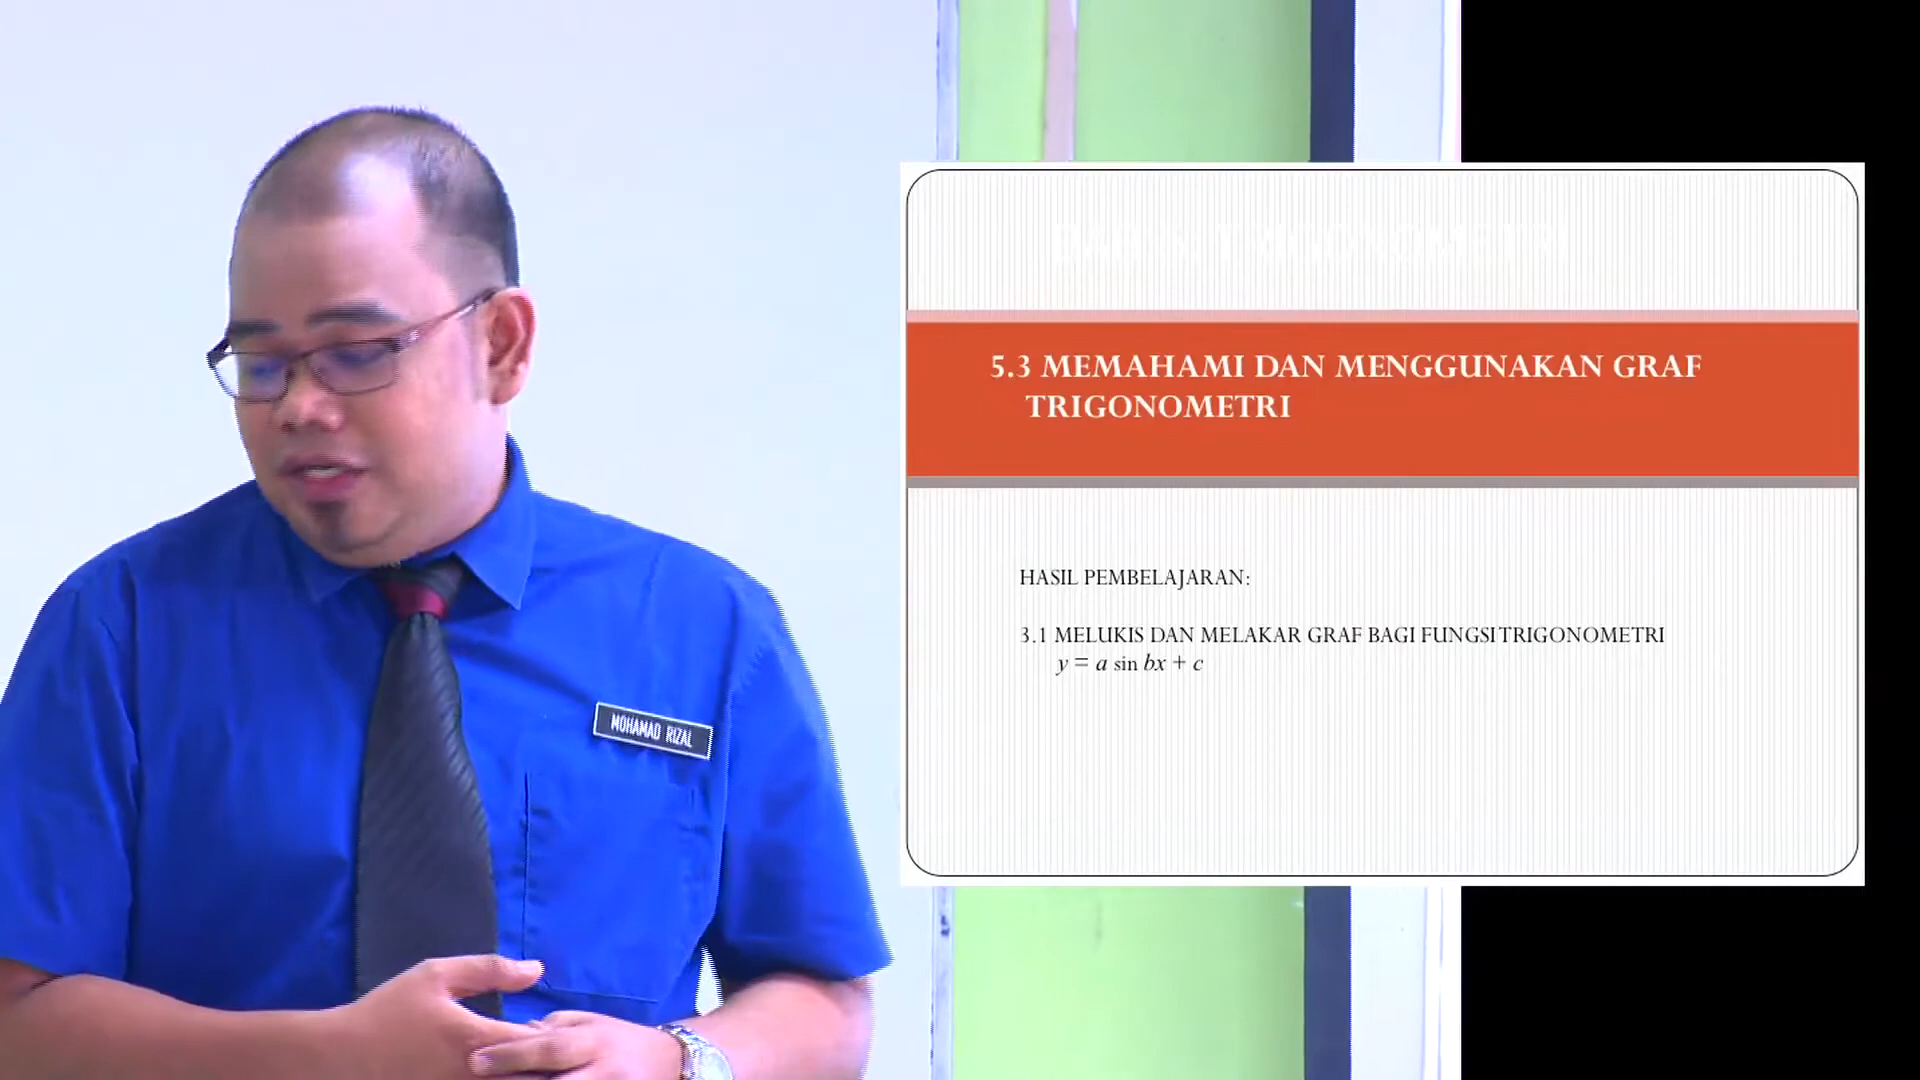 TRIGONOMETRI
5.3 MEMAHAMI DAN MENGGUNAKAN GRAF
TRIGONOMETRI
HASIL PEMBELAJARAN:
3.1 MELUKIS DAN MELAKAR GRAF BAGI FUNGSI TRIGONOMETRI
y = a sin bx + c
MOHAMAD RIZAL